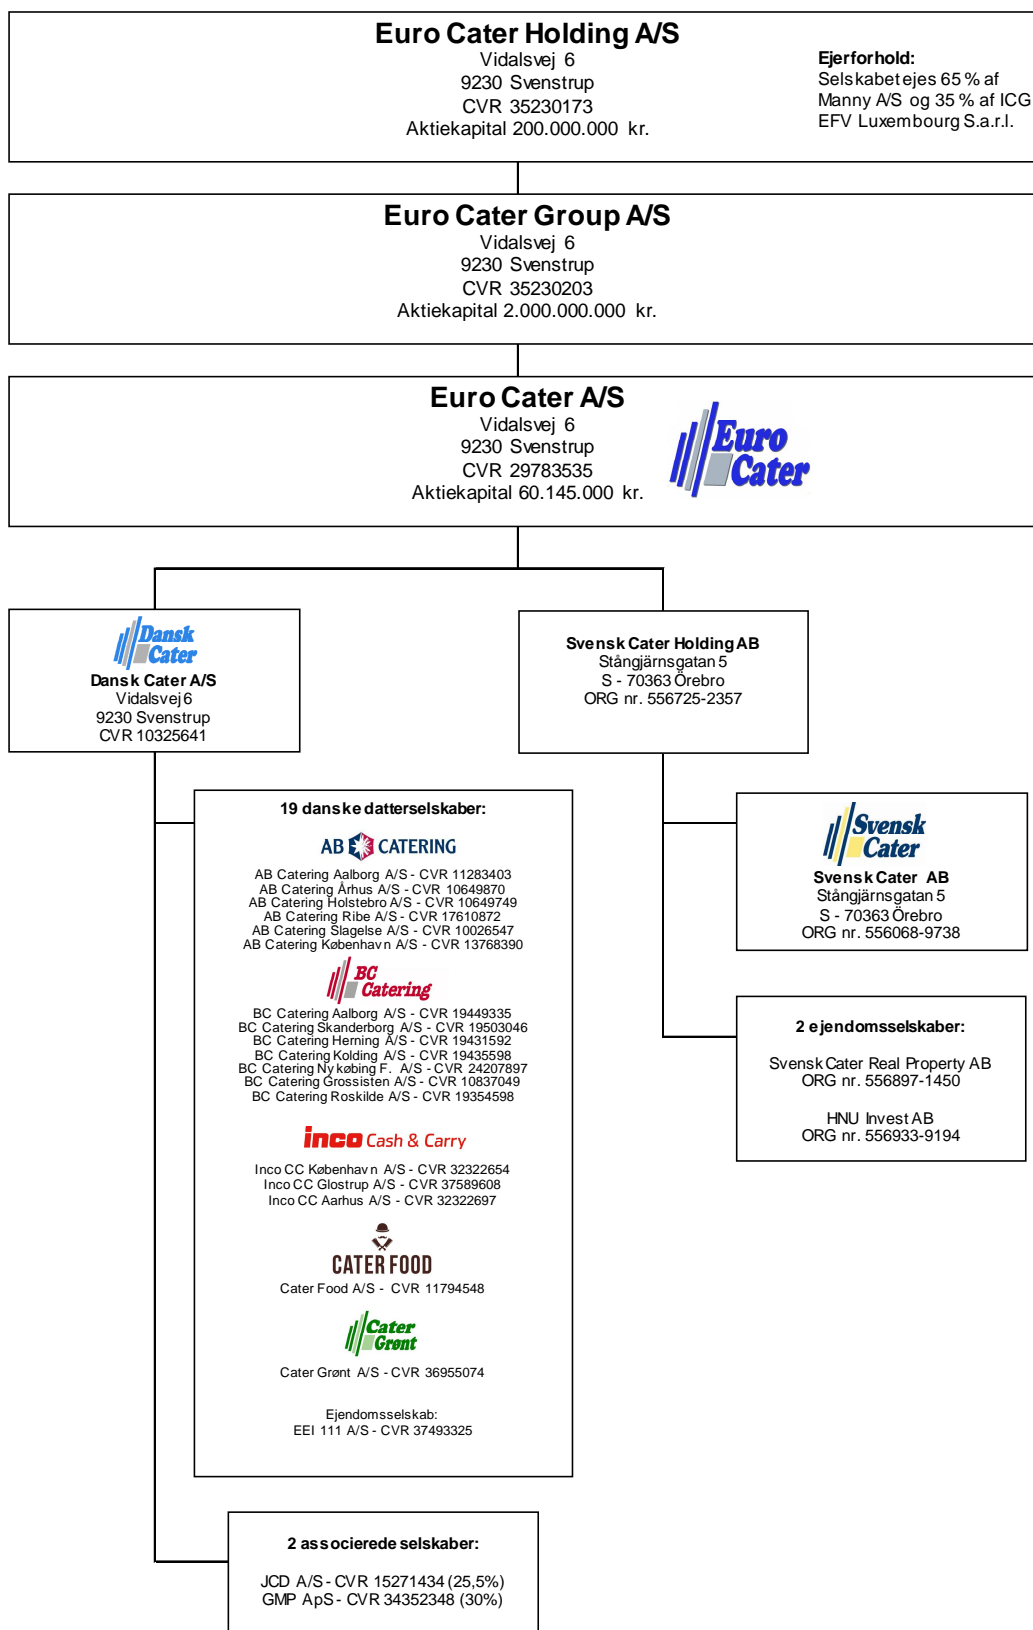 Euro Cater Holding A/S
Vidalsvej 6
9230 Svenstrup
CVR 35230173
Aktiekapital 200.000.000 kr.
Ejerforhold:
Selskabet ejes 65 % af
Manny A/S og 35 % af ICG
EFV Luxembourg S.a.r.l.
Euro Cater Group A/S
Vidalsvej 6
9230 Svenstrup
CVR 35230203
Aktiekapital 2.000.000.000 kr.
Euro Cater A/S
Vidalsvej 6
9230 Svenstrup
CVR 29783535
Aktiekapital 60.145.000 kr.
Euro
Cater
Dansk
Cater
Dansk Cater A/S
Vidalsvej 6
9230 Svenstrup
CVR 10325641
Svensk Cater Holding AB
Stångjärnsgatan 5
S - 70363 Örebro
ORG nr. 556725-2357
19 danske datterselskaber:
AB CATERING
AB Catering Aalborg A/S - CVR 11283403
AB Catering Århus A/S - CVR 10649870
AB Catering Holstebro A/S - CVR 10649749
AB Catering Ribe A/S - CVR 17610872
AB Catering Slagelse A/S - CVR 10026547
AB Catering København A/S - CVR 13768390
BC
Catering
BC Catering Aalborg A/S - CVR 19449335
BC Catering Skanderborg A/S - CVR 19503046
BC Catering Herning A/S - CVR 19431592
BC Catering Kolding A/S - CVR 19435598
BC Catering Nykøbing F. A/S - CVR 24207897
BC Catering Grossisten A/S - CVR 10837049
BC Catering Roskilde A/S - CVR 19354598
inco Cash & Carry
Inco CC København A/S - CVR 32322654
Inco CC Glostrup A/S - CVR 37589608
Inco CC Aarhus A/S - CVR 32322697
CATER FOOD
Cater Food A/S - CVR 11794548
Cater
Grønt
Cater Grønt A/S - CVR 36955074
Ejendomsselskab:
EEI 111 A/S - CVR 37493325
Svensk
Cater
Svensk Cater AB
Stångjärnsgatan 5
S - 70363 Örebro
ORG nr. 556068-9738
2 ejendomsselskaber:
Svensk Cater Real Property AB
ORG nr. 556897-1450
HNU Invest AB
ORG nr. 556933-9194
2 associerede selskaber:
JCD A/S - CVR 15271434 (25,5%)
GMP ApS - CVR 34352348 (30%)